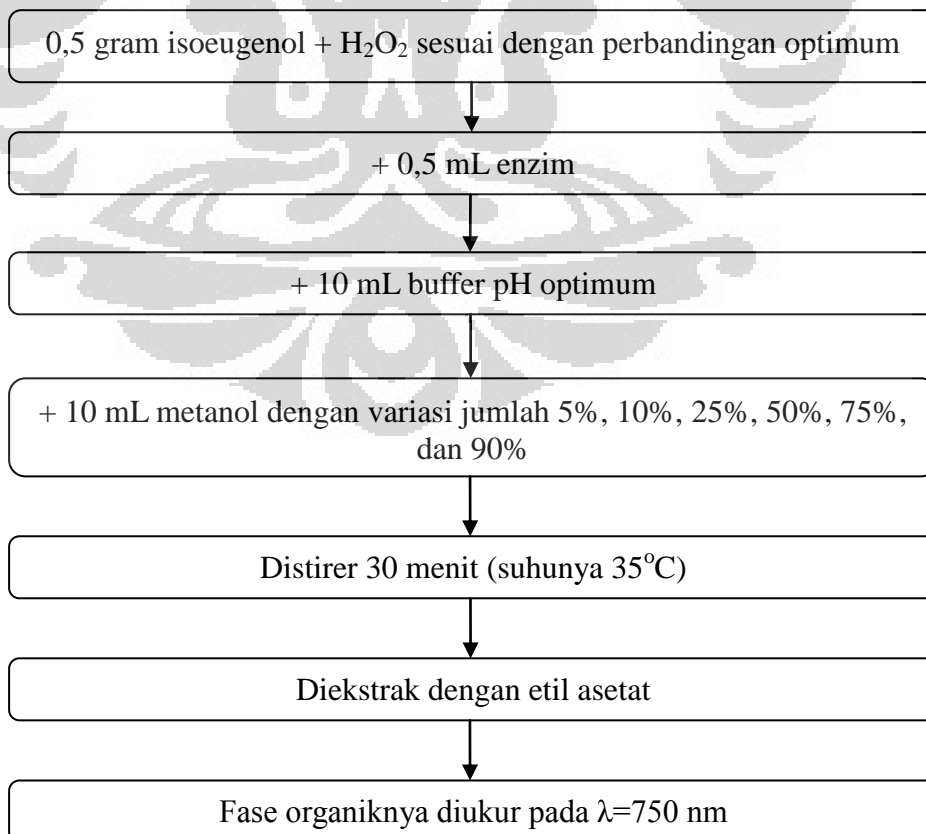 0,5 gram isoeugenol + H₂O₂ sesuai dengan perbandingan optimum
+ 0,5 mL enzim
+ 10 mL buffer pH optimum
+ 10 mL metanol dengan variasi jumlah 5%, 10%, 25%, 50%, 75%,
dan 90%
Distirer 30 menit (suhunya 35°C)
Diekstrak dengan etil asetat
Fase organiknya diukur pada λ=750 nm